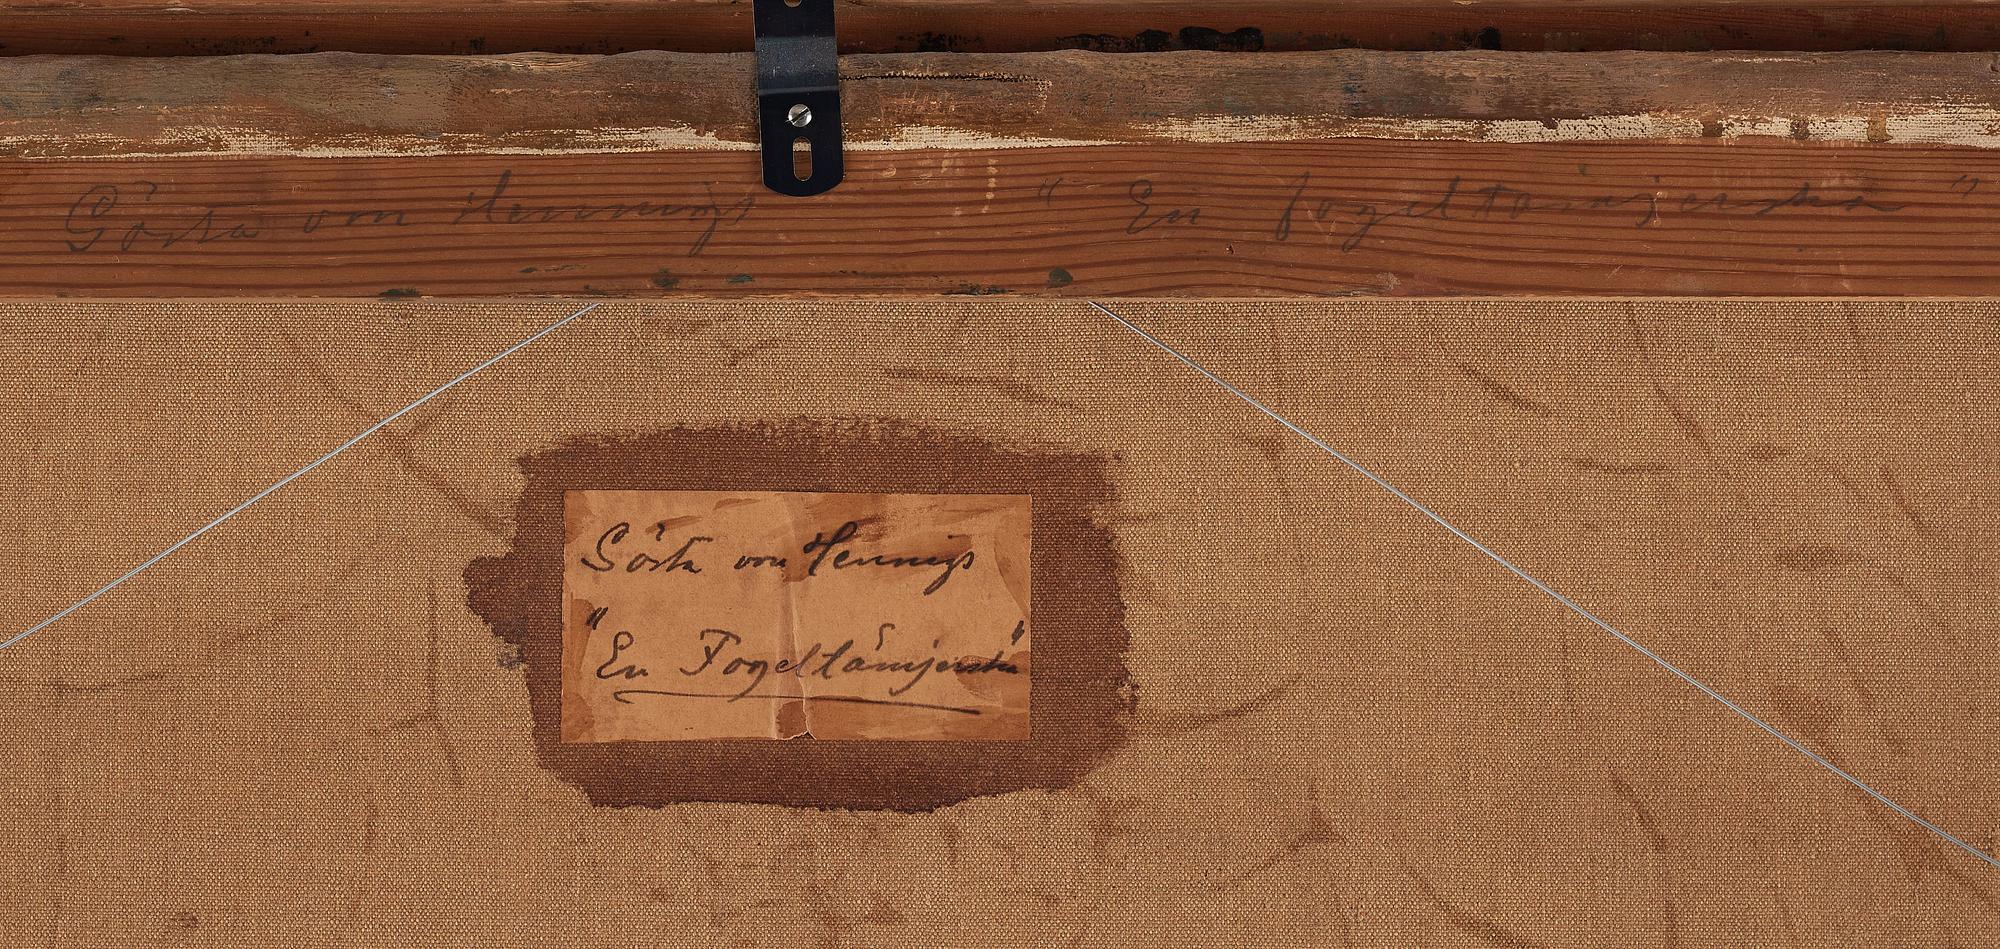 Gösta von Hennigs " En fogeltämjerska "
Gösta von Hennigs
"En Fogeltämjerska"